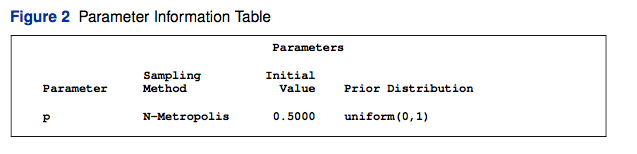 Figure 2 Parameter Information Table
Parameters
Sampling Initial
Parameter Method Value Prior Distribution
p N-Metropolis 0.5000 uniform(0,1)